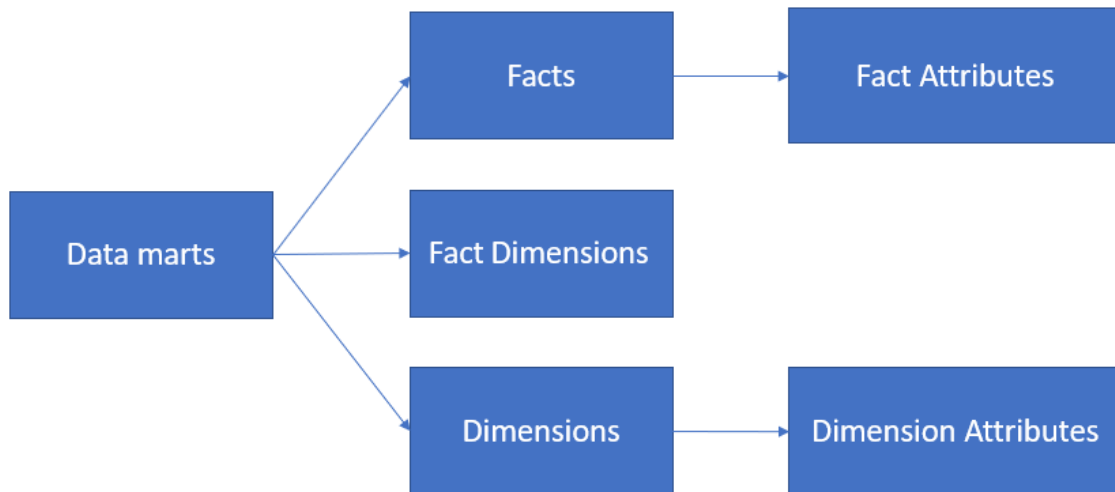 Facts
Fact Attributes
Data marts
Fact Dimensions
Dimensions
Dimension Attributes